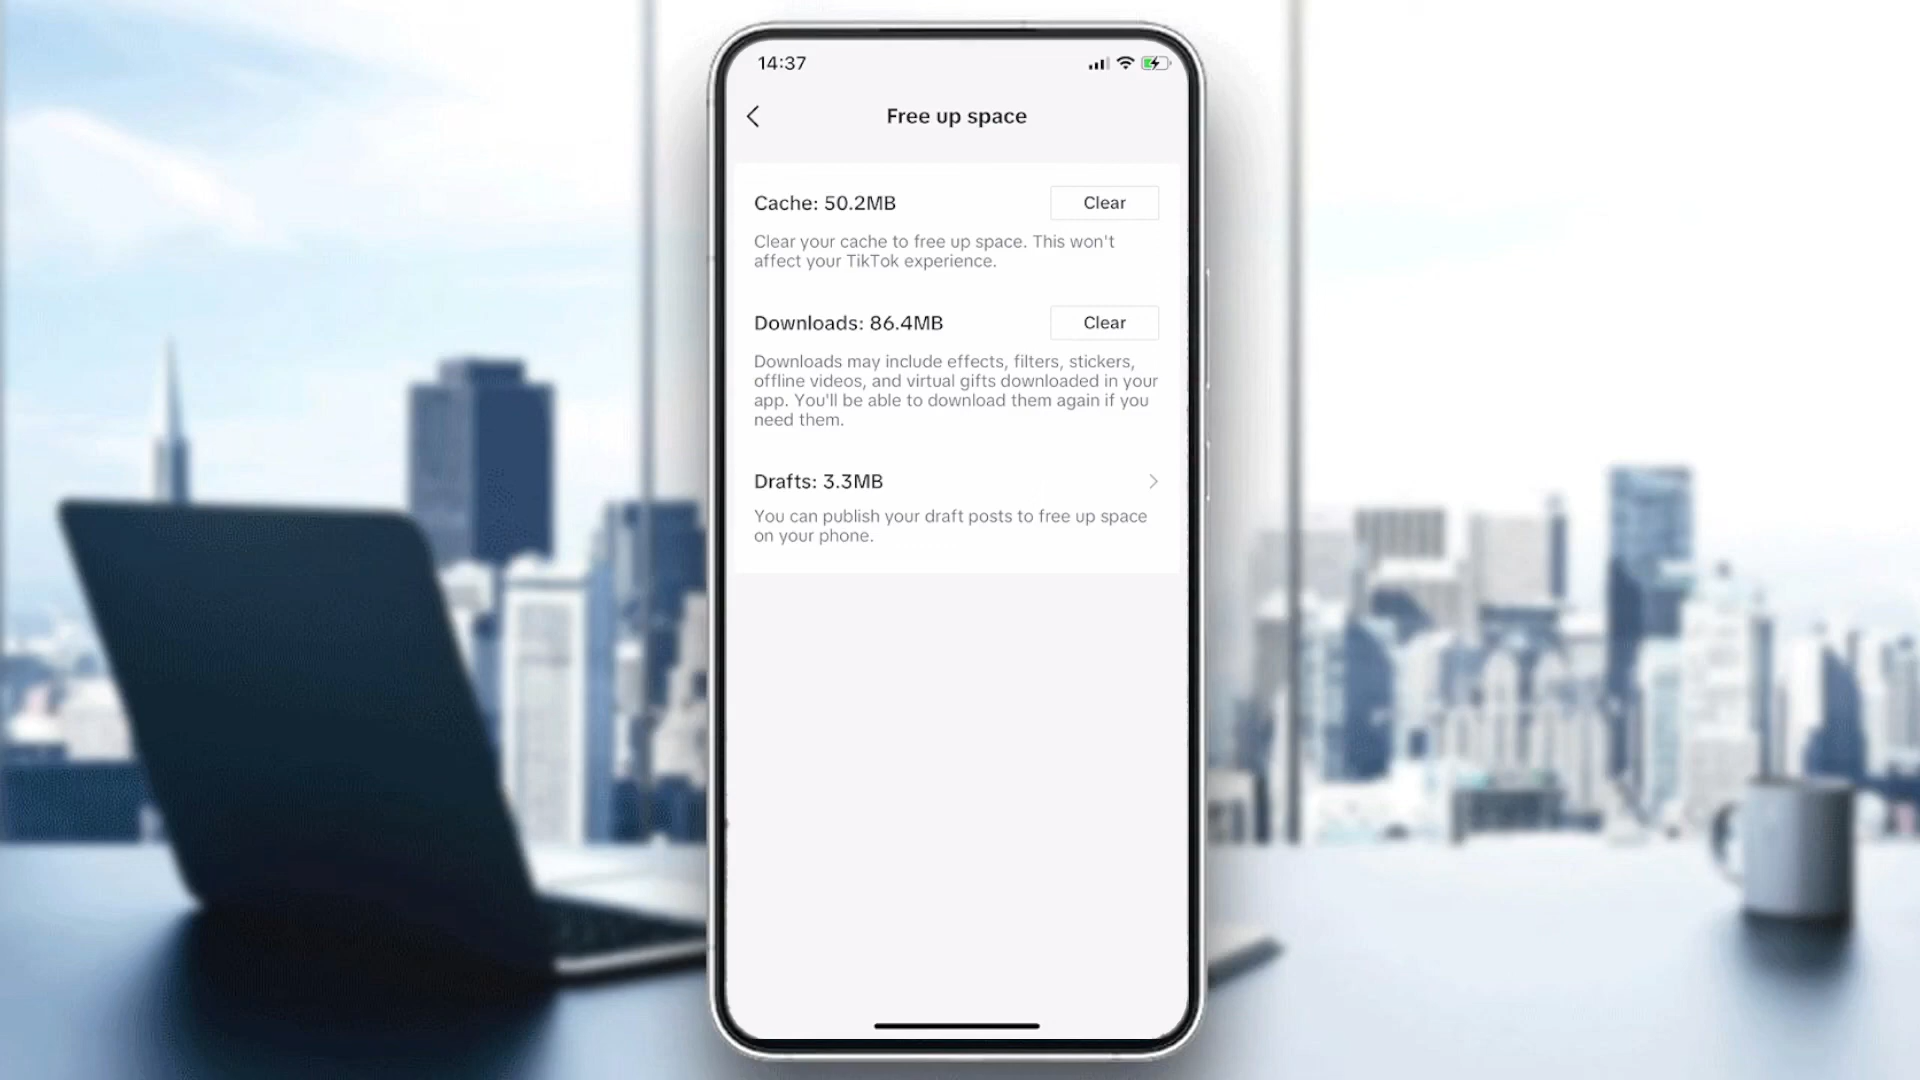 14:37
Free up space
Cache: 50.2MB
Clear
Clear your cache to free up space. This won't
affect your TikTok experience.
Downloads: 86.4MB
Clear
Downloads may include effects, filters, stickers,
offline videos, and virtual gifts downloaded in your
app. You'll be able to download them again if you
need them.
Drafts: 3.3MB
You can publish your draft posts to free up space
on your phone.